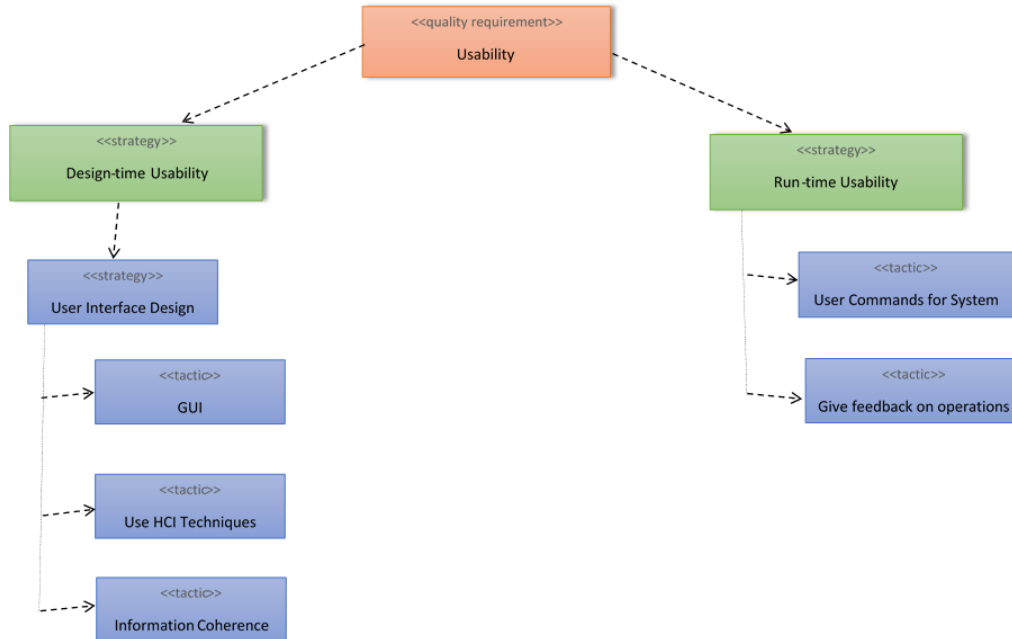 <<quality requirement>>
Usability
<<strategy>>
Design-time Usability
<<strategy>>
Run-time Usability
<<strategy>>
User Interface Design
<<tactic>>
User Commands for System
<<tactic>>
GUI
<<tactic>>
Give feedback on operations
<<tactic>>
Use HCI Techniques
<<tactic>>
Information Coherence